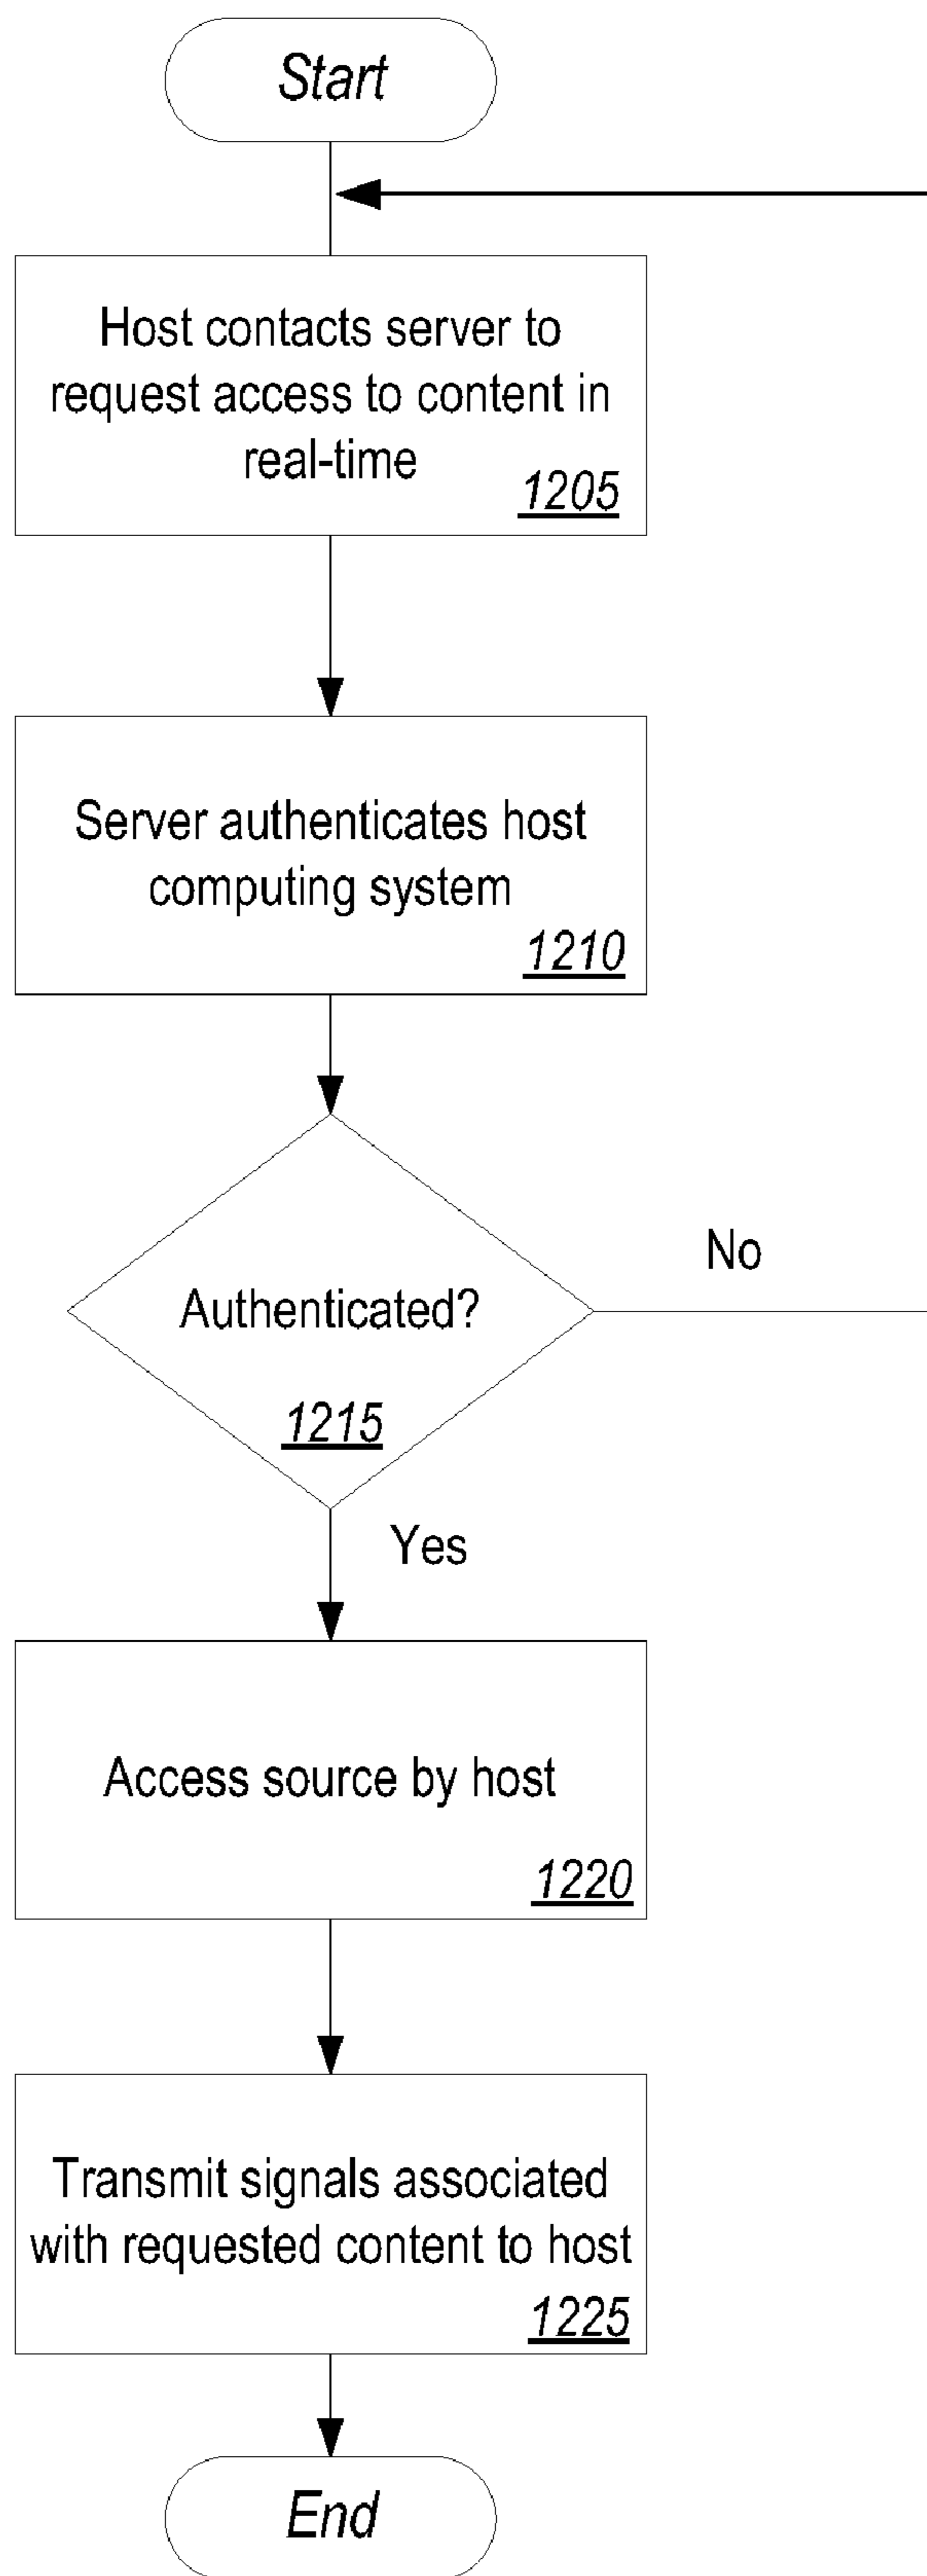 Start
Host contacts server to
request access to content in
real-time
1205
Server authenticates host
computing system
1210
Authenticated?
No
1215
Yes
Access source by host
1220
Transmit signals associated
with requested content to host
1225
End